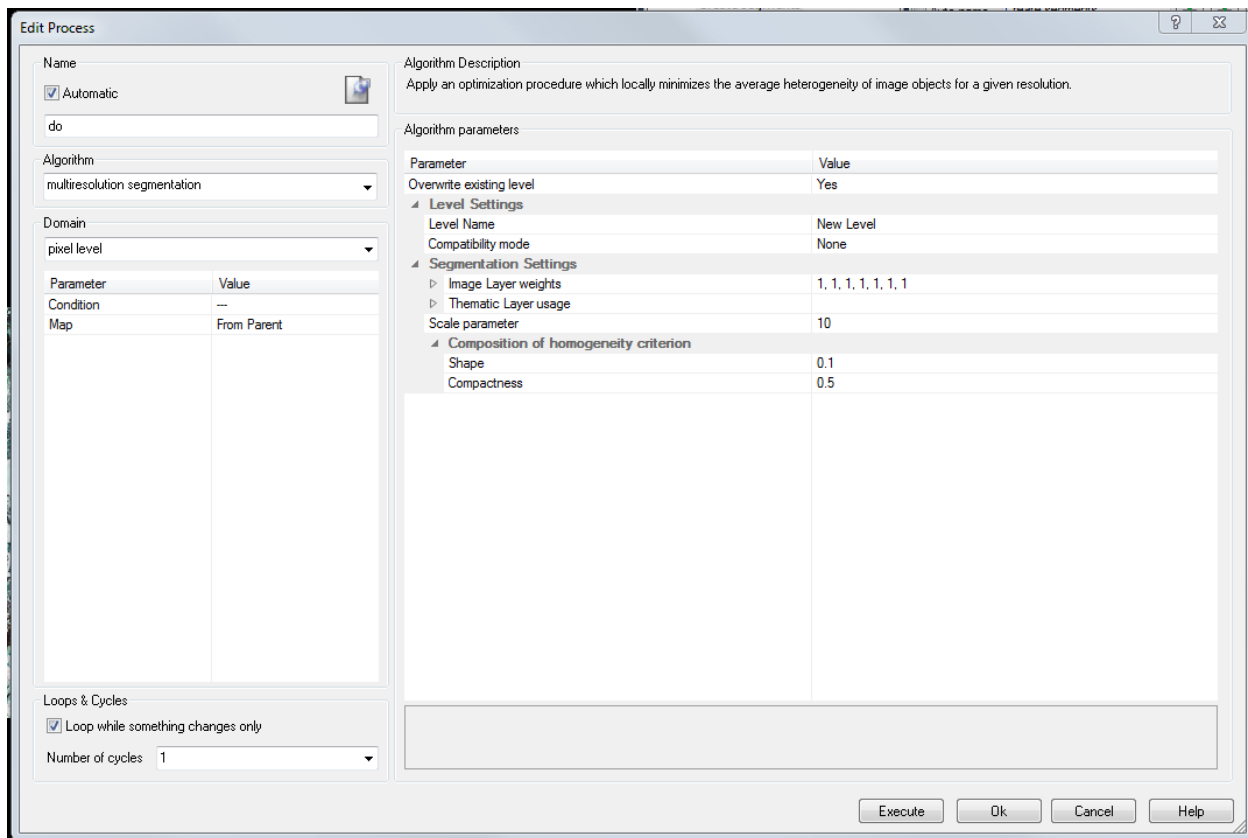 Edit Process
Name
Automatic
do
Algorithm
multiresolution segmentation
Domain
pixel level
Parameter Value
Condition ---
Map From Parent
Loops & Cycles
Loop while something changes only
Number of cycles 1
Algorithm Description
Apply an optimization procedure which locally minimizes the average heterogeneity of image objects for a given resolution.
Algorithm parameters
Parameter Value
Overwrite existing level Yes
Level Settings
Level Name New Level
Compatibility mode None
Segmentation Settings
Image Layer weights 1, 1, 1, 1, 1, 1, 1
Thematic Layer usage
Scale parameter 10
Composition of homogeneity criterion
Shape 0.1
Compactness 0.5
Execute Ok Cancel Help